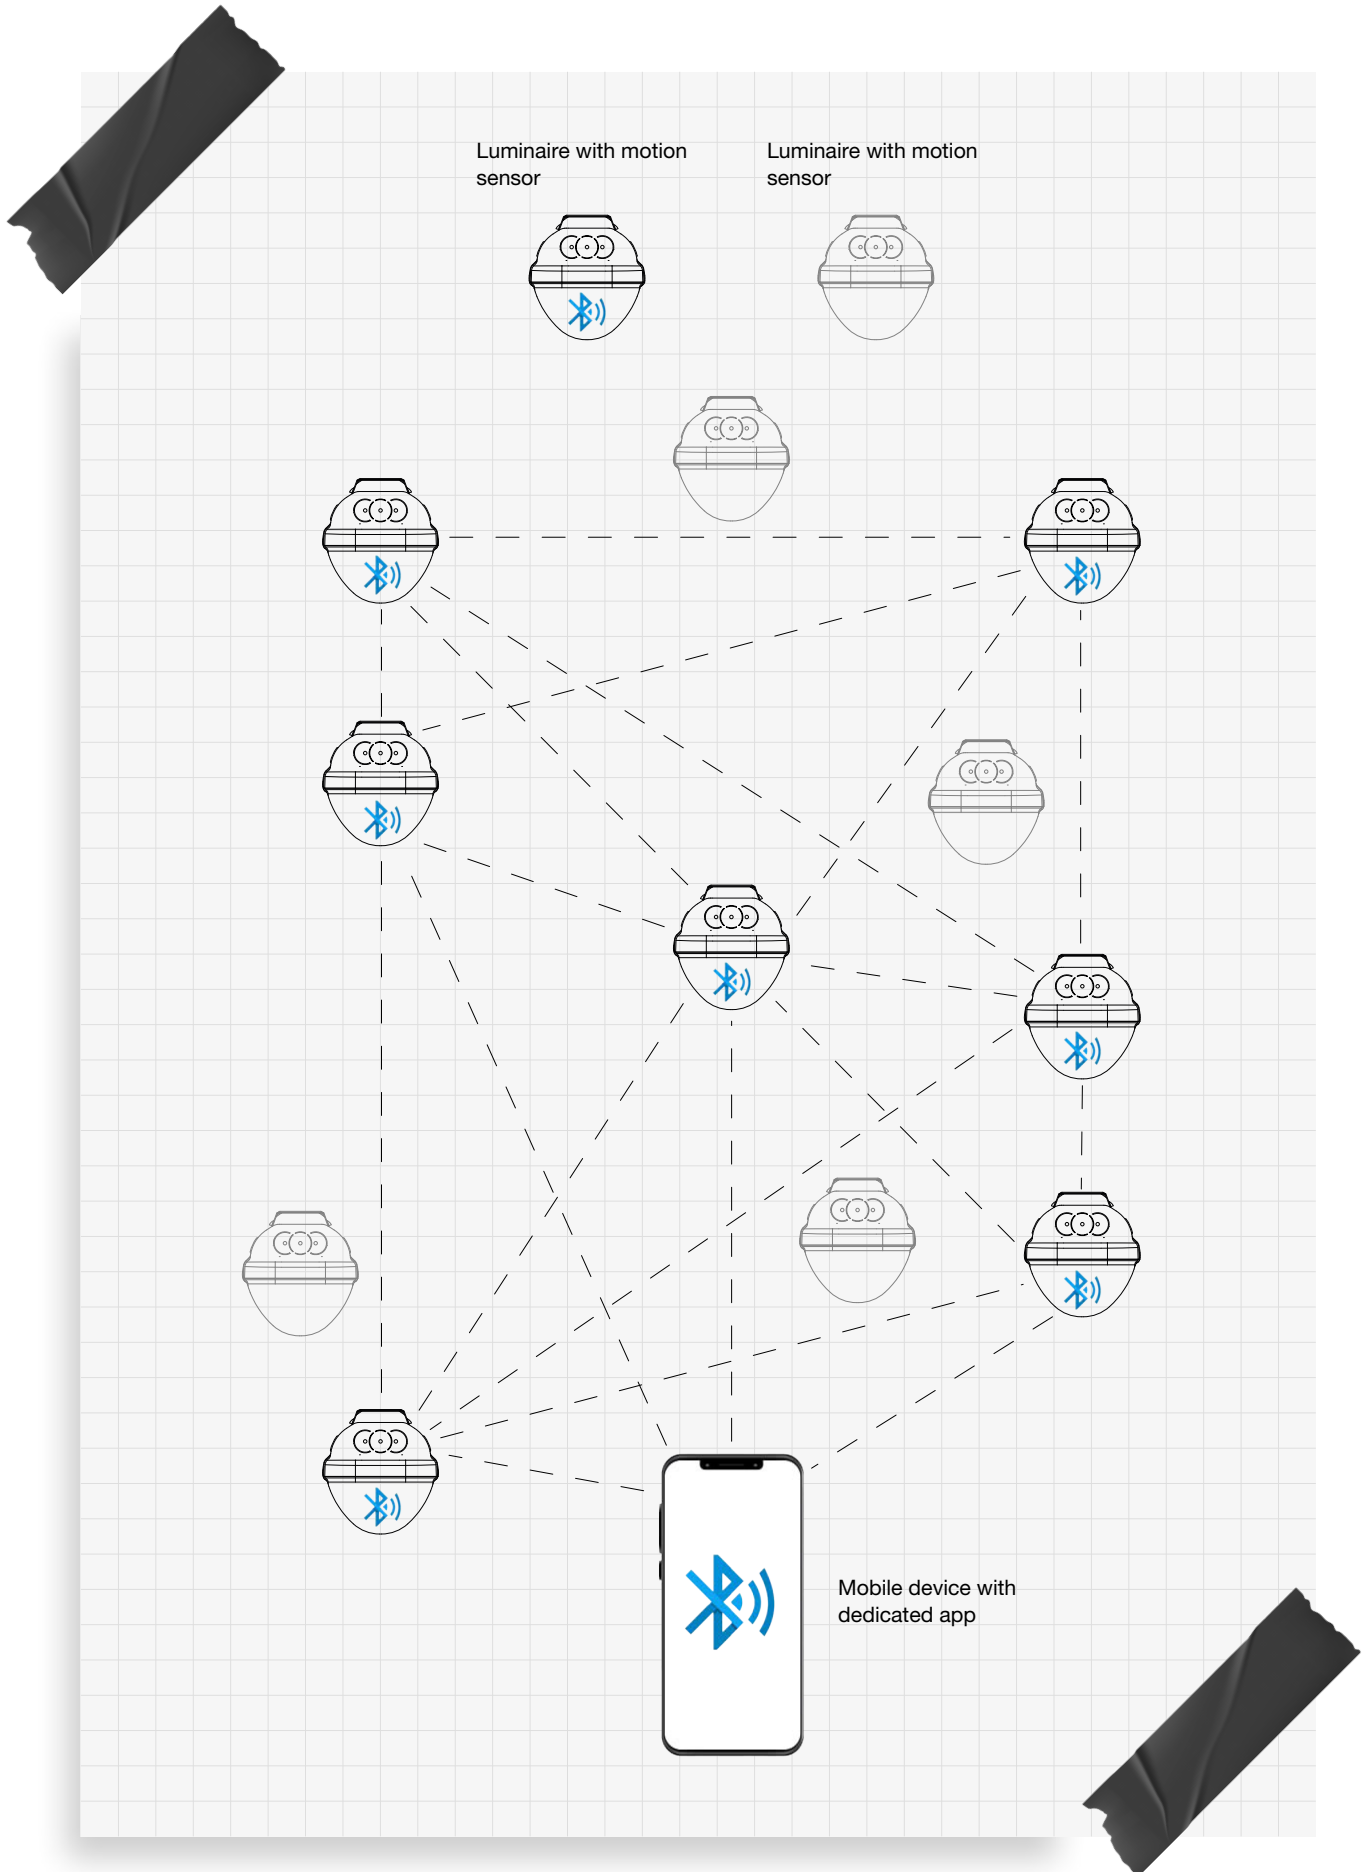 Luminaire with motion
sensor
Luminaire with motion
sensor
Mobile device with
dedicated app